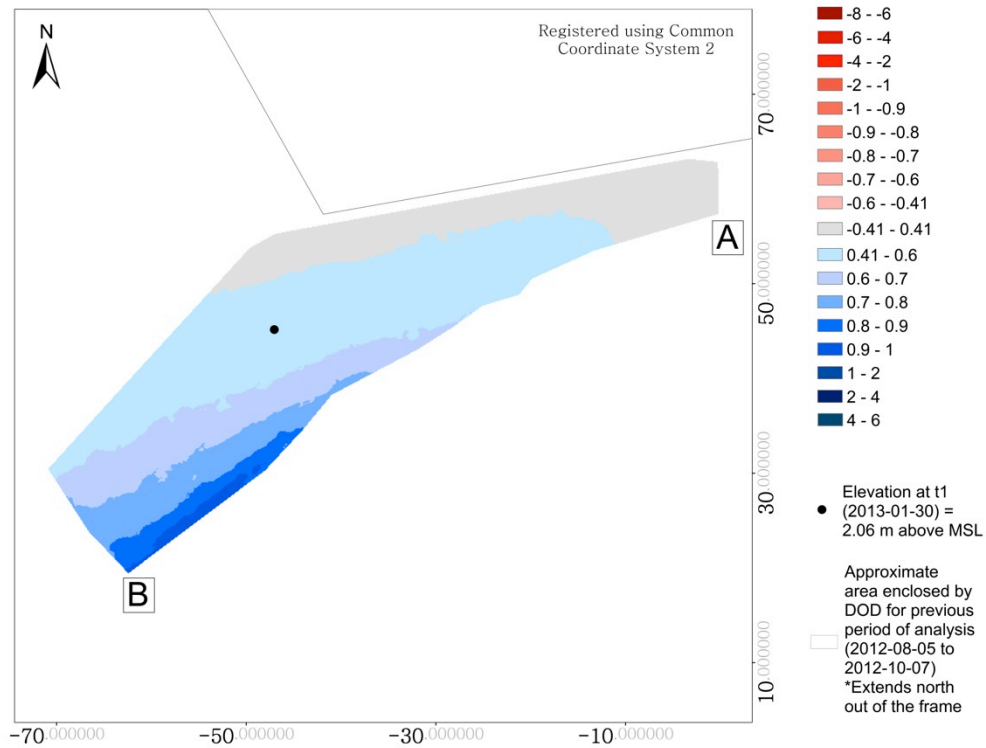 N
Registered using Common
Coordinate System 2
A
B
70.000000
50.000000
30.000000
10.000000
-70.000000
-50.000000
-30.000000
-10.000000
-8 - -6
-6 - -4
-4 - -2
-2 - -1
-1 - -0.9
-0.9 - -0.8
-0.8 - -0.7
-0.7 - -0.6
-0.6 - -0.41
-0.41 - 0.41
0.41 - 0.6
0.6 - 0.7
0.7 - 0.8
0.8 - 0.9
0.9 - 1
1 - 2
2 - 4
4 - 6
Elevation at t1
(2013-01-30) =
2.06 m above MSL
Approximate
area enclosed by
DOD for previous
period of analysis
(2012-08-05 to
2012-10-07)
*Extends north
out of the frame